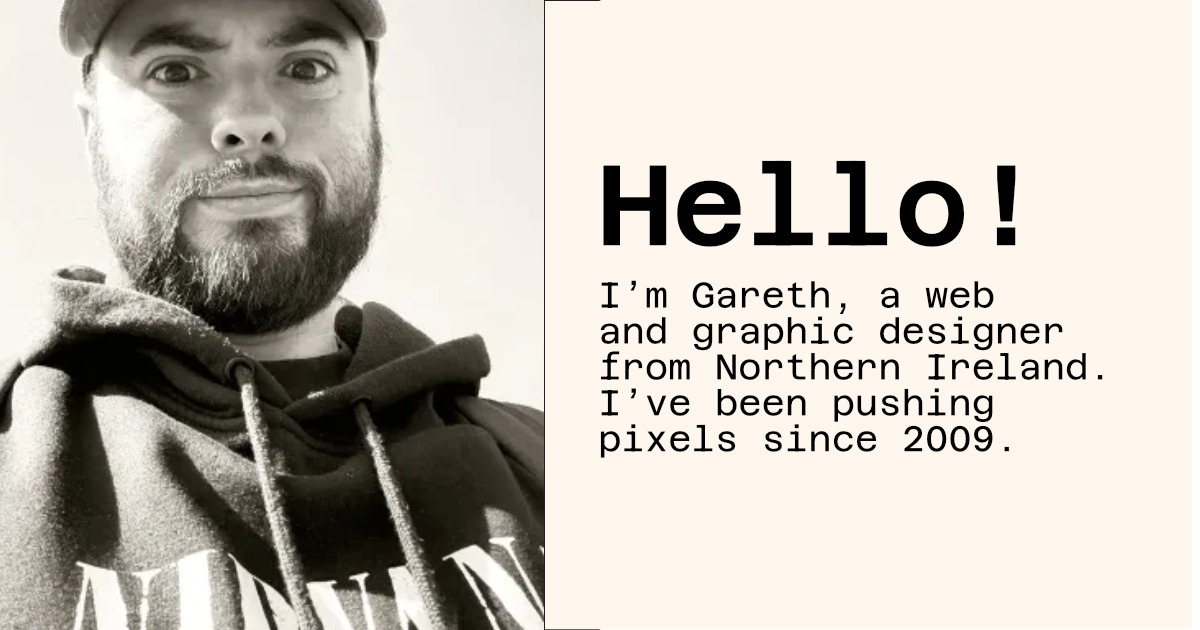 Hello!
I’m Gareth, a web
and graphic designer
from Northern Ireland.
I’ve been pushing
pixels since 2009.